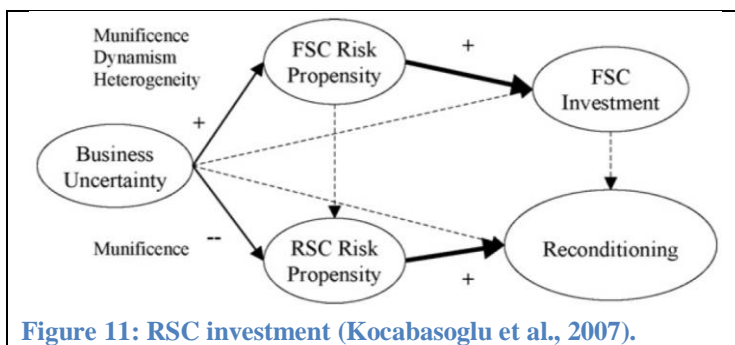 Munificence
Dynamism
Heterogeneity
FSC Risk
Propensity
+
FSC
Investment
+
Business
Uncertainty
Munificence
--
RSC Risk
Propensity
+
Reconditioning
Figure 11: RSC investment (Kocabasoglu et al., 2007).